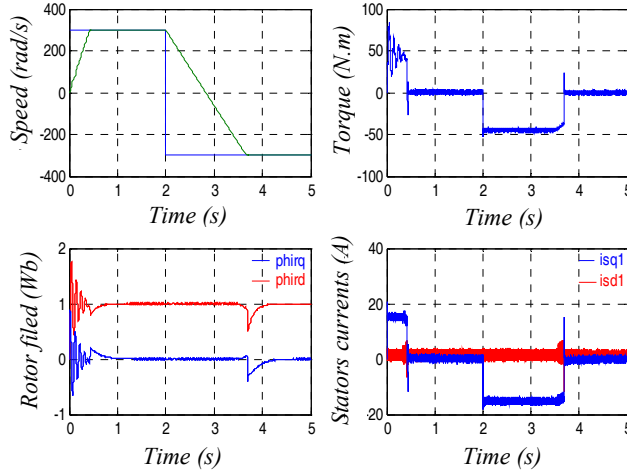 Speed (rad/s)
400
200
0
-200
-400
0 1 2 3 4 5
Time (s)
Torque (N.m)
100
50
0
-50
-100
0 1 2 3 4 5
Time (s)
Rotor filed (Wb)
2
1
0
-1
0 1 2 3 4 5
phirq
phird
Time (s)
Stators currents (A)
40
20
0
20
0 1 2 3 4 5
isq1
isd1
Time (s)